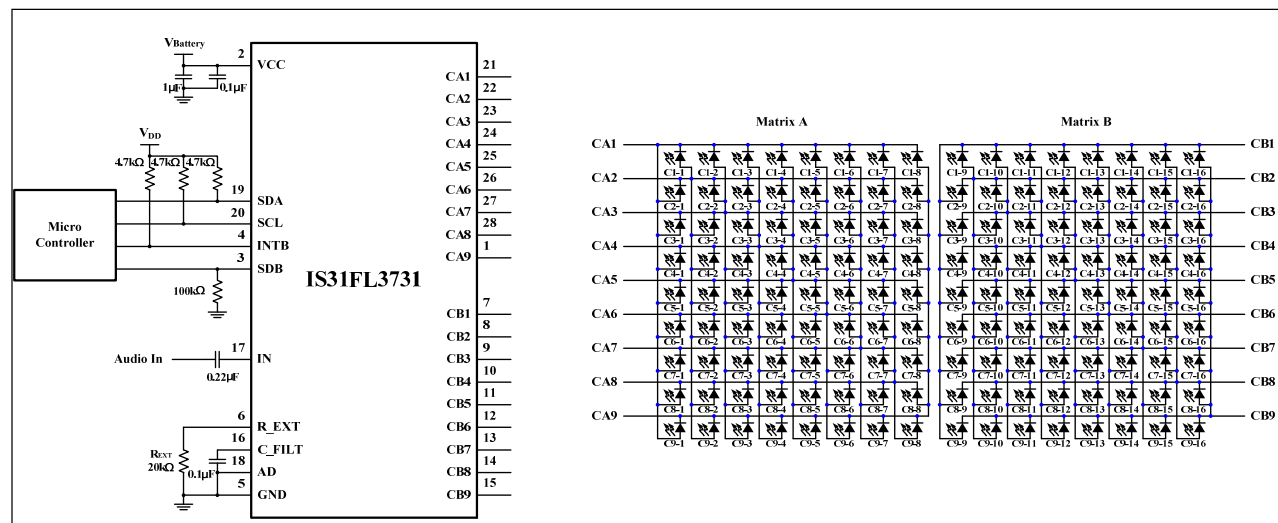 VBattery
2
VCC
1μF
0.1μF
VDD
4.7kΩ 4.7kΩ 4.7kΩ
19
SDA
20
SCL
4
INTB
3
SDB
100kΩ
Micro
Controller
IS31FL3731
Audio In
17
IN
0.22μF
6
R_EXT
16
C_FILT
18
AD
5
GND
REXT
20kΩ
0.1μF
21
CA1
22
CA2
23
CA3
24
CA4
25
CA5
26
CA6
27
CA7
28
CA8
1
CA9
7
CB1
8
CB2
9
CB3
10
CB4
11
CB5
12
CB6
13
CB7
14
CB8
15
CB9
Matrix A
Matrix B
CA1
CB1
C1-1 C1-2 C1-3 C1-4 C1-5 C1-6 C1-7 C1-8 C1-9 C1-10 C1-11 C1-12 C1-13 C1-14 C1-15 C1-16
CA2
CB2
C2-1 C2-2 C2-3 C2-4 C2-5 C2-6 C2-7 C2-8 C2-9 C2-10 C2-11 C2-12 C2-13 C2-14 C2-15 C2-16
CA3
CB3
C3-1 C3-2 C3-3 C3-4 C3-5 C3-6 C3-7 C3-8 C3-9 C3-10 C3-11 C3-12 C3-13 C3-14 C3-15 C3-16
CA4
CB4
C4-1 C4-2 C4-3 C4-4 C4-5 C4-6 C4-7 C4-8 C4-9 C4-10 C4-11 C4-12 C4-13 C4-14 C4-15 C4-16
CA5
CB5
C5-1 C5-2 C5-3 C5-4 C5-5 C5-6 C5-7 C5-8 C5-9 C5-10 C5-11 C5-12 C5-13 C5-14 C5-15 C5-16
CA6
CB6
C6-1 C6-2 C6-3 C6-4 C6-5 C6-6 C6-7 C6-8 C6-9 C6-10 C6-11 C6-12 C6-13 C6-14 C6-15 C6-16
CA7
CB7
C7-1 C7-2 C7-3 C7-4 C7-5 C7-6 C7-7 C7-8 C7-9 C7-10 C7-11 C7-12 C7-13 C7-14 C7-15 C7-16
CA8
CB8
C8-1 C8-2 C8-3 C8-4 C8-5 C8-6 C8-7 C8-8 C8-9 C8-10 C8-11 C8-12 C8-13 C8-14 C8-15 C8-16
CA9
CB9
C9-1 C9-2 C9-3 C9-4 C9-5 C9-6 C9-7 C9-8 C9-9 C9-10 C9-11 C9-12 C9-13 C9-14 C9-15 C9-16